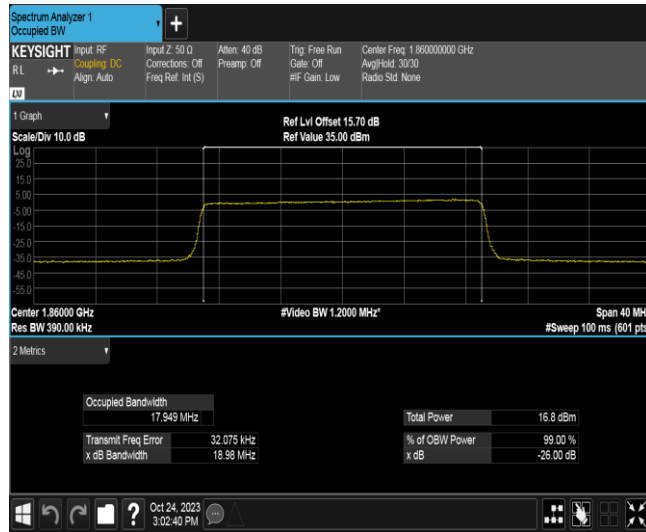 Spectrum Analyzer 1
Occupied BW
KEYSIGHT Input: RF Input Z: 50 Ω Atten: 40 dB Trig: Free Run Center Freq: 1.860000000 GHz
RL Coupling: DC Corrections: Off Preamp: Off Gate: Off Avg|Hold: 30/30
Align: Auto Freq Ref: Int (S) #IF Gain: Low Radio Std: None
LXI
1 Graph
Ref Lvl Offset 15.70 dB
Scale/Div 10.0 dB Ref Value 35.00 dBm
Log
25.0
15.0
5.00
-5.00
-15.0
-25.0
-35.0
-45.0
-55.0
Center 1.86000 GHz #Video BW 1.2000 MHz* Span 40 MH
Res BW 390.00 kHz #Sweep 100 ms (601 pts
2 Metrics
Occupied Bandwidth
17.949 MHz Total Power 16.8 dBm
Transmit Freq Error 32.075 kHz % of OBW Power 99.00 %
x dB Bandwidth 18.98 MHz x dB -26.00 dB
? Oct 24, 2023
3:02:40 PM